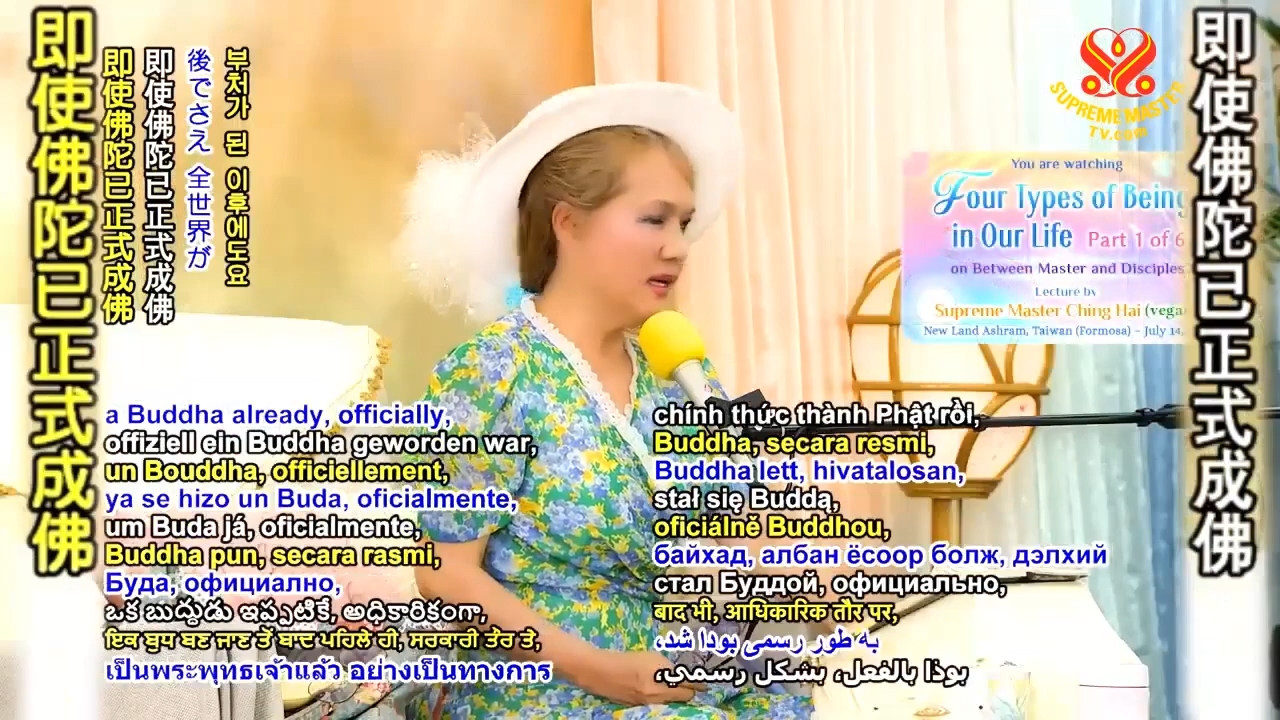 即使佛陀已正式成佛
即使佛陀已正式成佛
即使佛陀已正式成佛
後でさえ 全世界が
부처가 된 이후에도요
SUPREME MASTER
TV.com
You are watching
Four Types of Being
in Our Life Part 1 of 6
on Between Master and Disciples
Lecture by
Supreme Master Ching Hai (vega
New Land Ashram, Taiwan (Formosa) – July 14,
即使佛陀已正式成佛
a Buddha already, officially,
offiziell ein Buddha geworden war,
un Bouddha, officiellement,
ya se hizo un Buda, oficialmente,
um Buda já, oficialmente,
Buddha pun, secara rasmi,
Буда, официално,
ఒక బుద్ధుడు ఇప్పటికే, అధికారికంగా,
ਇਕ ਬੁਧ ਬਣ ਜਾਣ ਤੋਂ ਬਾਦ ਪਹਿਲੇ ਹੀ, ਸਰਕਾਰੀ ਤੌਰ ਤੇ,
เป็นพระพุทธเจ้าแล้ว อย่างเป็นทางการ
chính thức thành Phật rồi,
Buddha, secara resmi,
Buddha lett, hivatalosan,
stał się Buddą,
oficiálně Buddhou,
байхад, албан ёсоор болж, дэлхий
стал Буддой, официально,
बाद भी, आधिकारिक तौर पर,
به طور رسمی بودا شد،
بوذا بالفعل، بشكل رسمي،